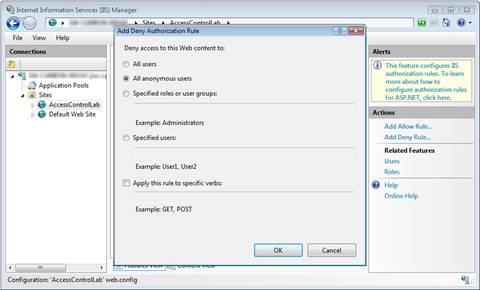 Internet Information Services (IIS) Manager
Sites
AccessControlLab
File View Help
Connections
Application Pools
Sites
AccessControlLab
Default Web Site
Add Deny Authorization Rule
Deny access to this Web content to:
All users
All anonymous users
Specified roles or user groups:
Example: Administrators
Specified users:
Example: User1, User2
Apply this rule to specific verbs:
Example: GET, POST
OK Cancel
Features View Content View
Alerts
This feature configures IIS
authorization rules. To learn
more about how to
configure authorization rules
for ASP.NET, click here.
Actions
Add Allow Rule...
Add Deny Rule...
Related Features
Users
Roles
Help
Online Help
Configuration: 'AccessControlLab' web.config